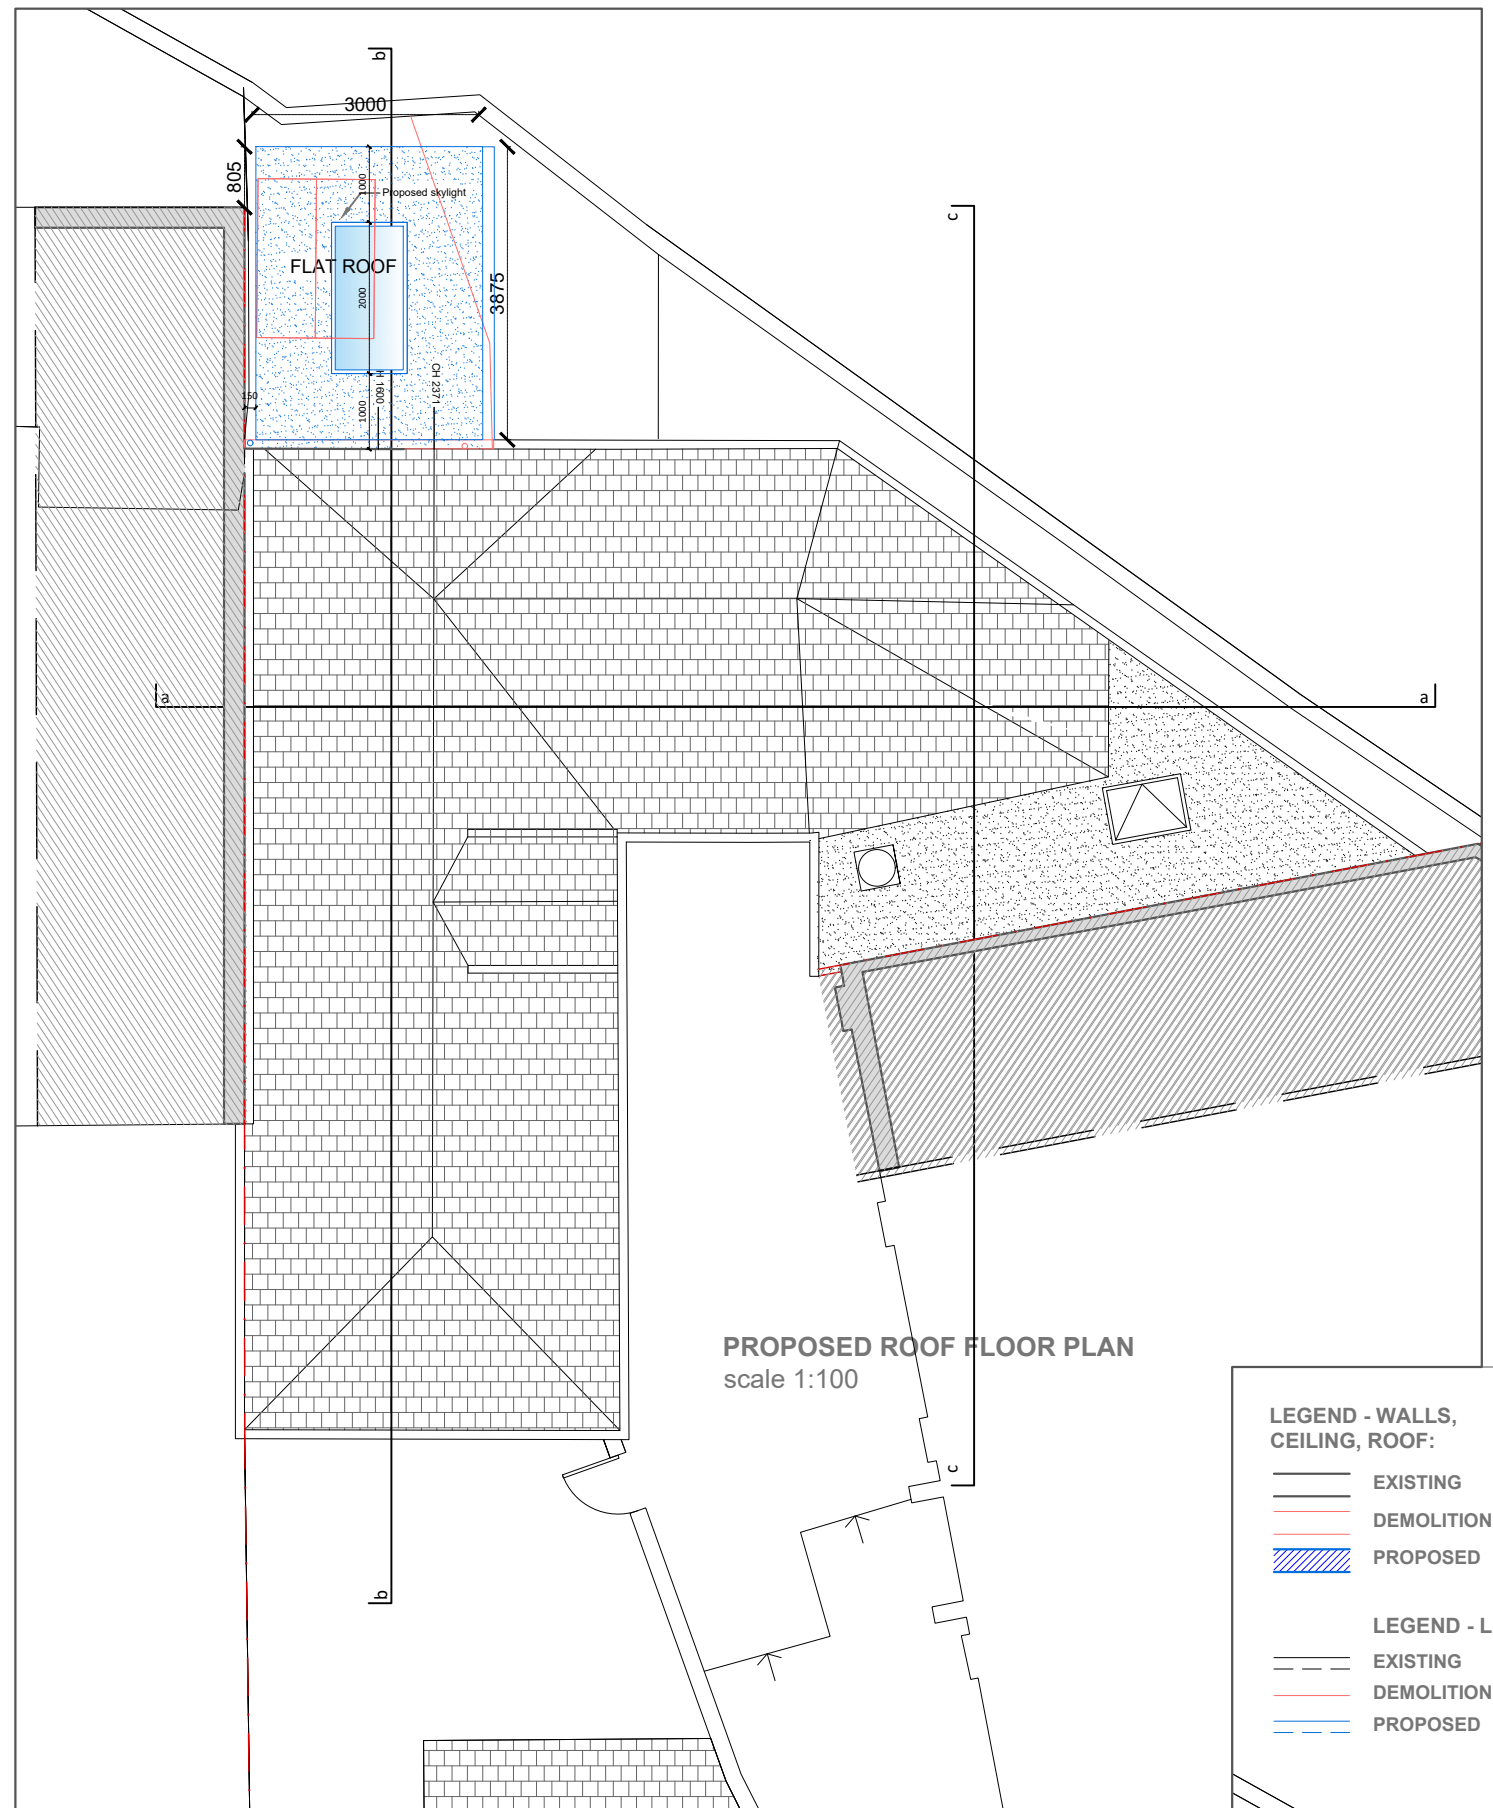 b
3000
805
1000
Proposed skylight
c
FLAT ROOF
2000
3875
CH 2371
H 1600
150
1000
a
a
PROPOSED ROOF FLOOR PLAN
scale 1:100
c
b
LEGEND - WALLS,
CEILING, ROOF:
EXISTING
DEMOLITION
PROPOSED
LEGEND - L
EXISTING
DEMOLITION
PROPOSED